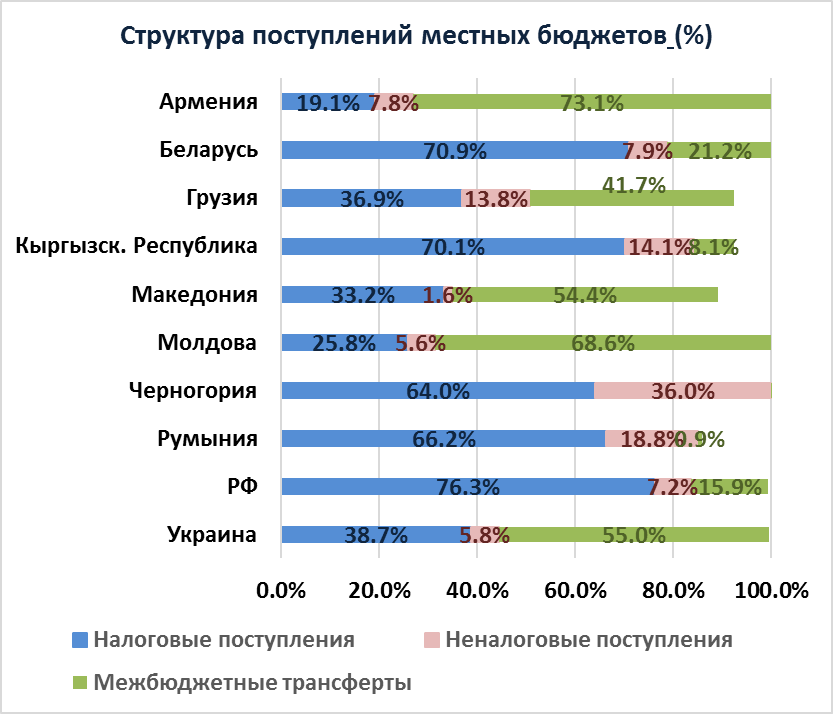 Структура поступлений местных бюджетов (%)
Армения 19.1% 7.8% 73.1%
Беларусь 70.9% 7.9% 21.2%
Грузия 36.9% 13.8% 41.7%
Кыргызск. Республика 70.1% 14.1% 8.1%
Македония 33.2% 1.6% 54.4%
Молдова 25.8% 5.6% 68.6%
Черногория 64.0% 36.0%
Румыния 66.2% 18.8% 0.9%
РФ 76.3% 7.2% 15.9%
Украина 38.7% 5.8% 55.0%
0.0% 20.0% 40.0% 60.0% 80.0% 100.0%
Налоговые поступления Неналоговые поступления
Межбюджетные трансферты